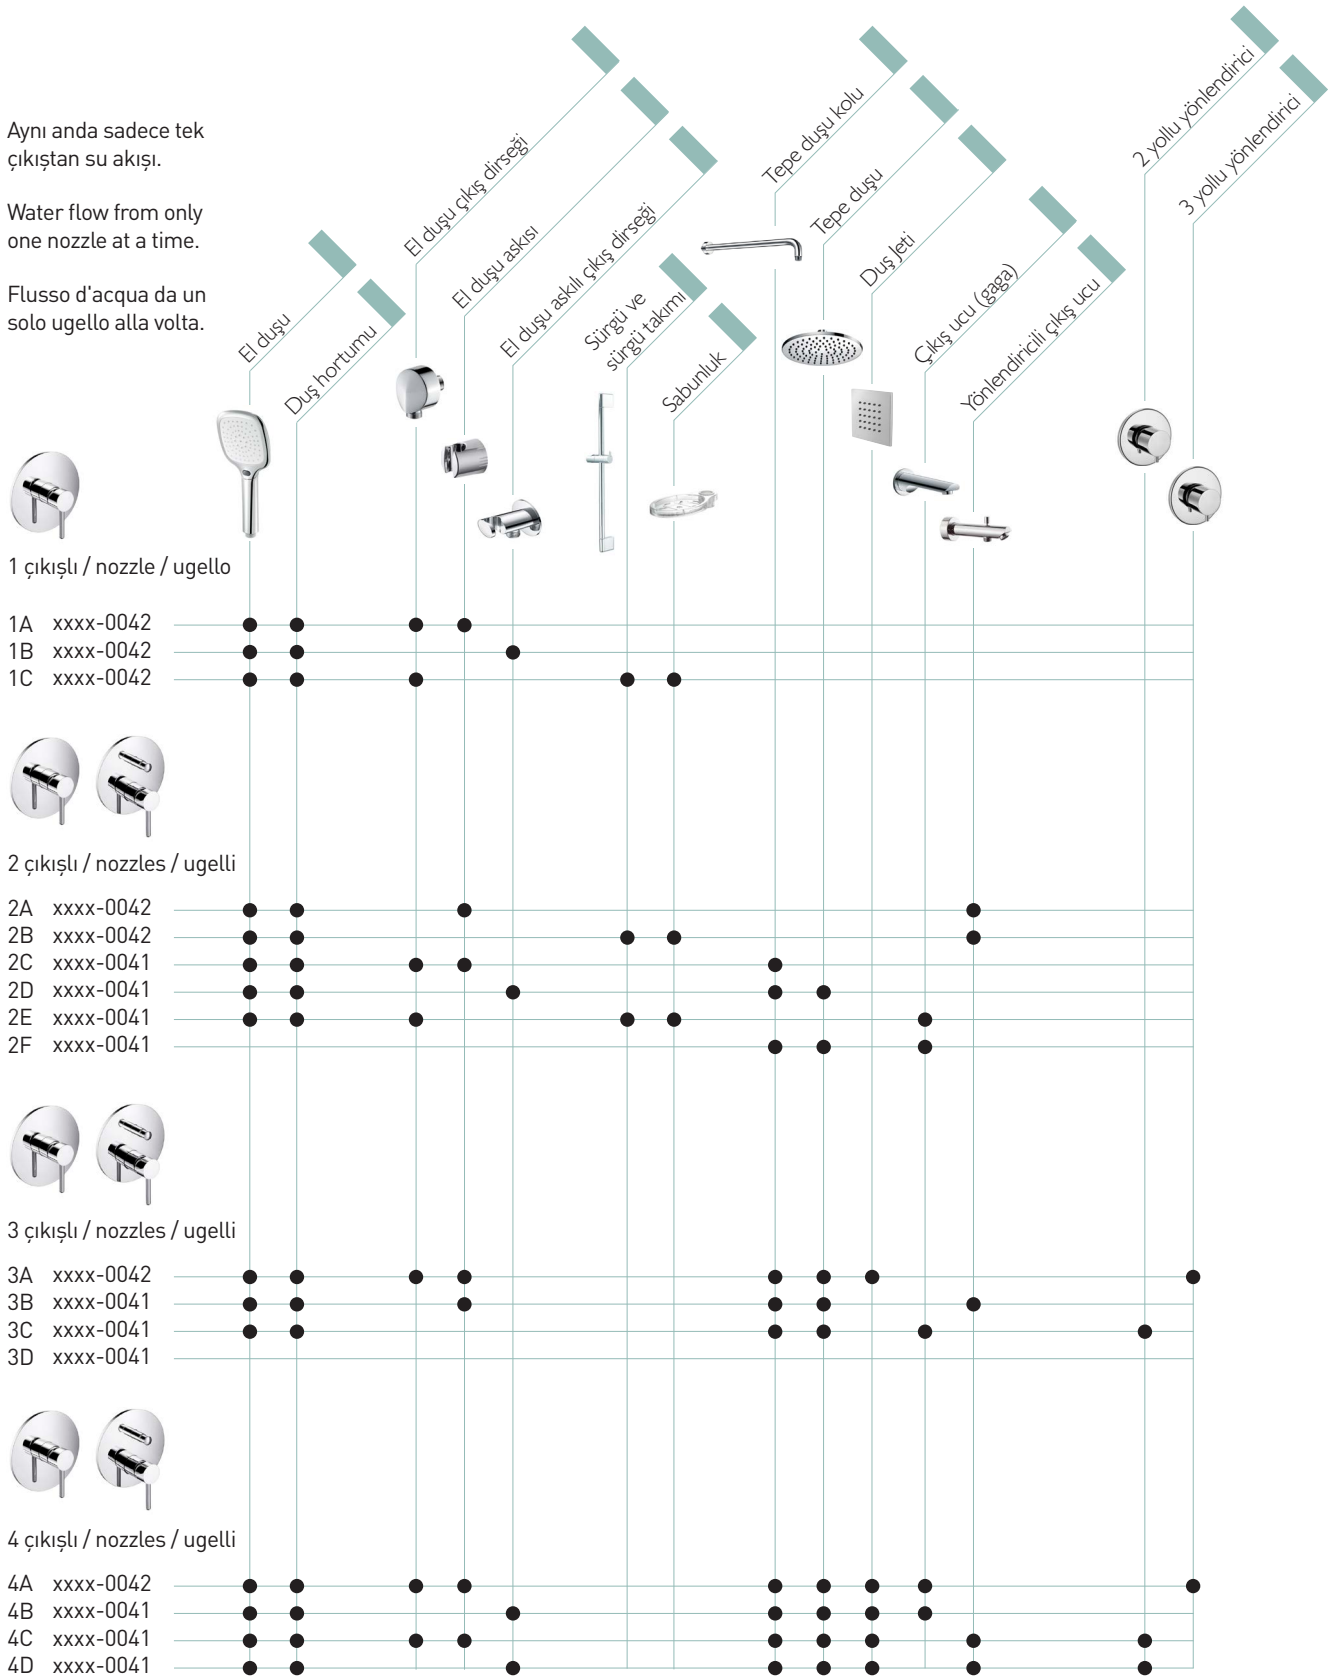 Aynı anda sadece tek
çıkıştan su akışı.
Water flow from only
one nozzle at a time.
Flusso d'acqua da un
solo ugello alla volta.
El duşu
Duş hortumu
El duşu çıkış dirseği
El duşu askısı
El duşu askılı çıkış dirseği
Sürgü ve
sürgü takımı
Sabunluk
Tepe duşu kolu
Tepe duşu
Duş Jeti
Çıkış ucu (gaga)
Yönlendiricili çıkış ucu
2 yollu yönlendirici
3 yollu yönlendirici
1 çıkışlı / nozzle / ugello
1A xxxx-0042
1B xxxx-0042
1C xxxx-0042
2 çıkışlı / nozzles / ugelli
2A xxxx-0042
2B xxxx-0042
2C xxxx-0041
2D xxxx-0041
2E xxxx-0041
2F xxxx-0041
3 çıkışlı / nozzles / ugelli
3A xxxx-0042
3B xxxx-0041
3C xxxx-0041
3D xxxx-0041
4 çıkışlı / nozzles / ugelli
4A xxxx-0042
4B xxxx-0041
4C xxxx-0041
4D xxxx-0041